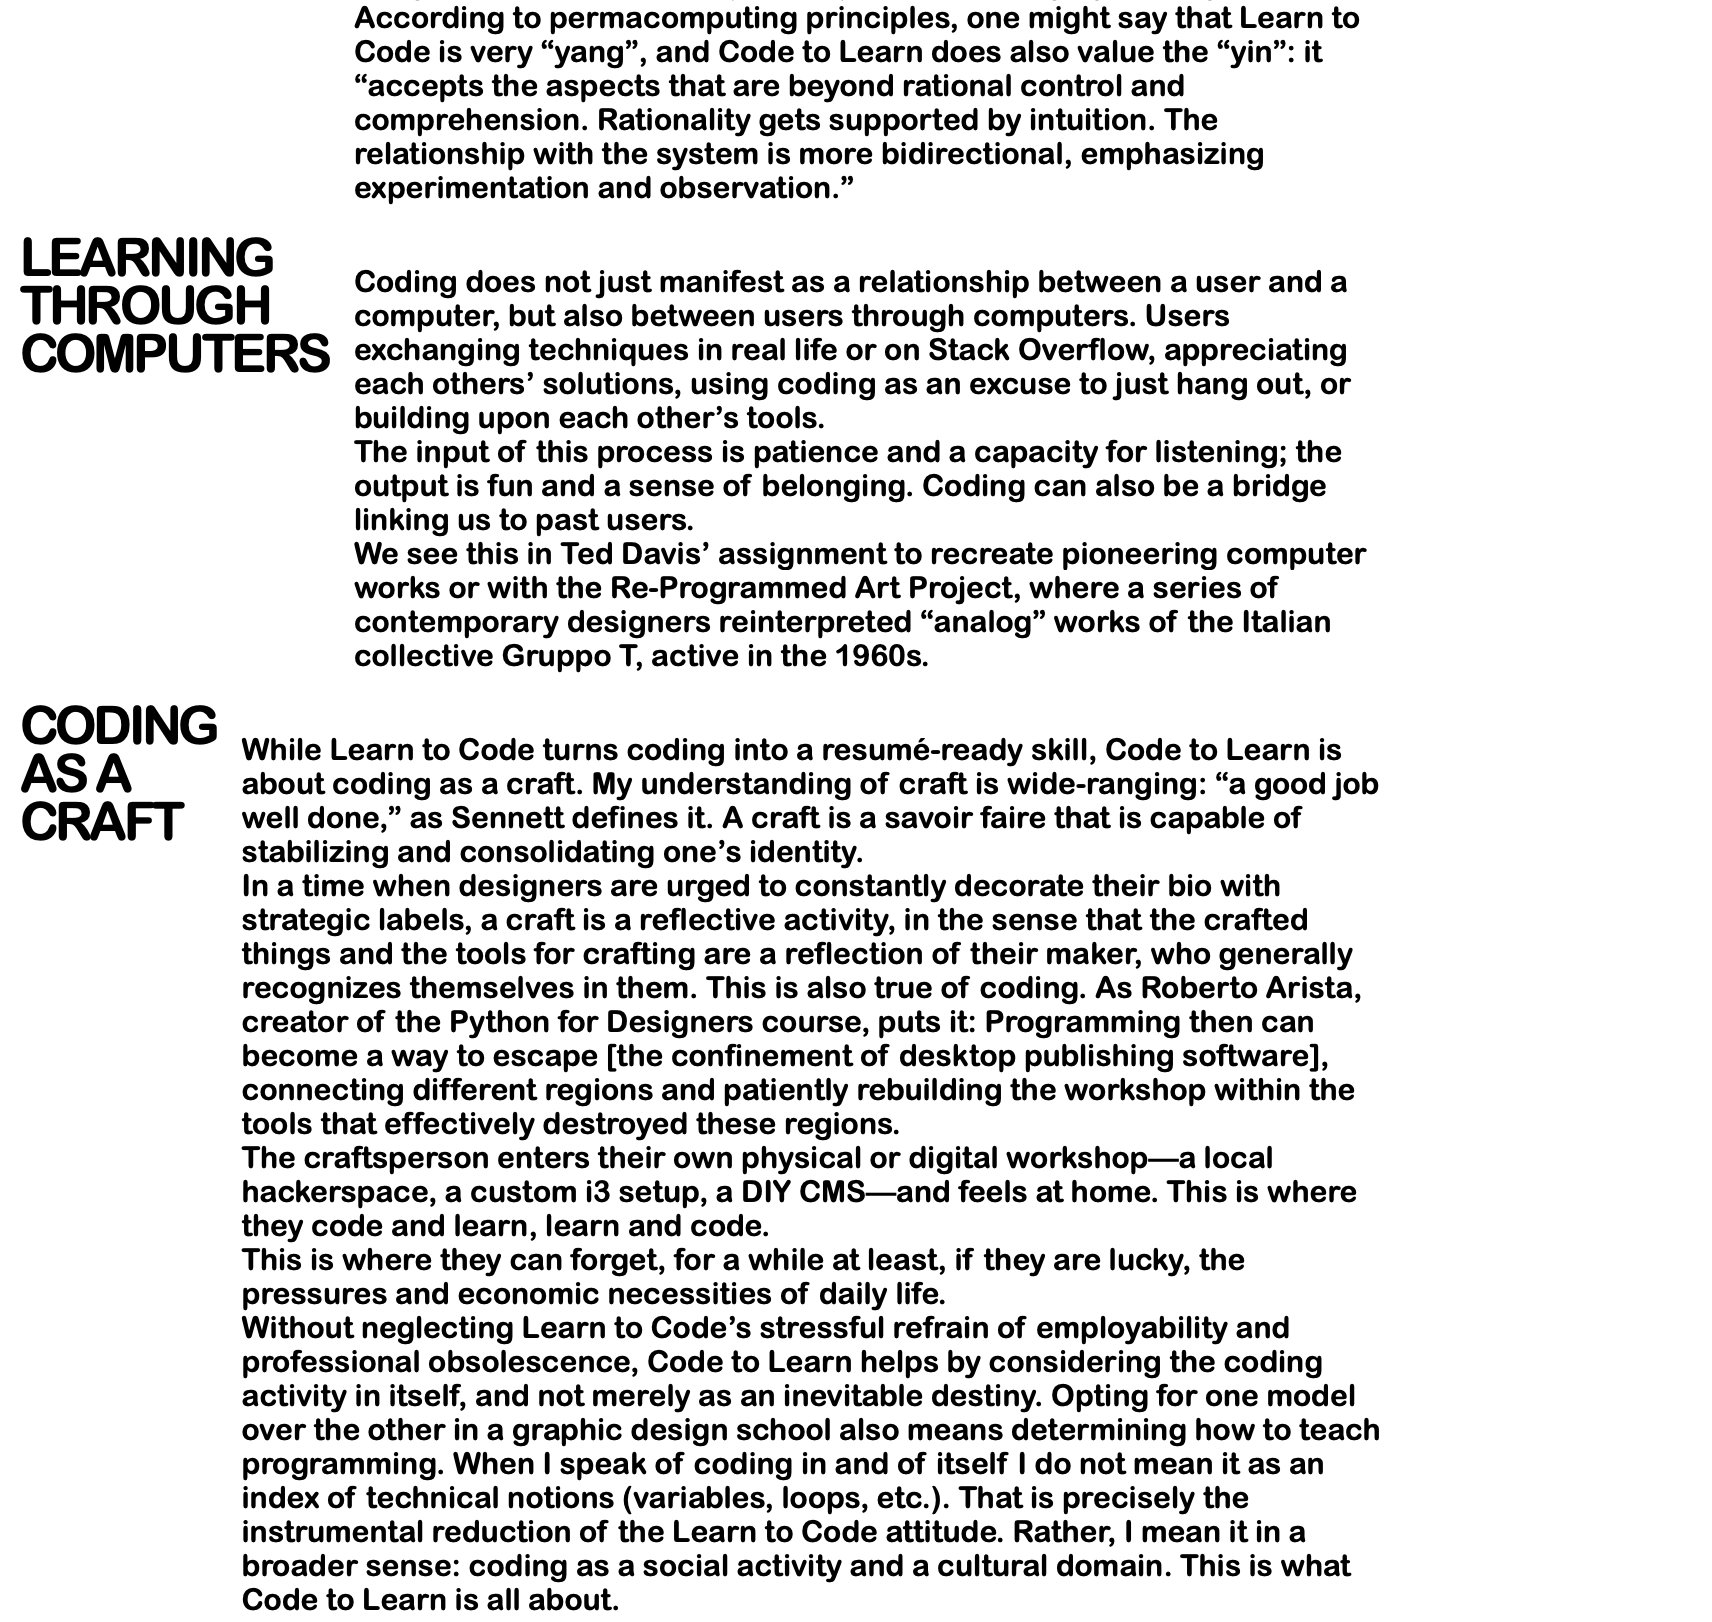 According to permacomputing principles, one might say that Learn to
Code is very “yang”, and Code to Learn does also value the “yin”: it
“accepts the aspects that are beyond rational control and
comprehension. Rationality gets supported by intuition. The
relationship with the system is more bidirectional, emphasizing
experimentation and observation.”
LEARNING
THROUGH
COMPUTERS
Coding does not just manifest as a relationship between a user and a
computer, but also between users through computers. Users
exchanging techniques in real life or on Stack Overflow, appreciating
each others’ solutions, using coding as an excuse to just hang out, or
building upon each other’s tools.
The input of this process is patience and a capacity for listening; the
output is fun and a sense of belonging. Coding can also be a bridge
linking us to past users.
We see this in Ted Davis’ assignment to recreate pioneering computer
works or with the Re-Programmed Art Project, where a series of
contemporary designers reinterpreted “analog” works of the Italian
collective Gruppo T, active in the 1960s.
CODING
AS A
CRAFT
While Learn to Code turns coding into a resumé-ready skill, Code to Learn is
about coding as a craft. My understanding of craft is wide-ranging: “a good job
well done,” as Sennett defines it. A craft is a savoir faire that is capable of
stabilizing and consolidating one’s identity.
In a time when designers are urged to constantly decorate their bio with
strategic labels, a craft is a reflective activity, in the sense that the crafted
things and the tools for crafting are a reflection of their maker, who generally
recognizes themselves in them. This is also true of coding. As Roberto Arista,
creator of the Python for Designers course, puts it: Programming then can
become a way to escape [the confinement of desktop publishing software],
connecting different regions and patiently rebuilding the workshop within the
tools that effectively destroyed these regions.
The craftsperson enters their own physical or digital workshop—a local
hackerspace, a custom i3 setup, a DIY CMS—and feels at home. This is where
they code and learn, learn and code.
This is where they can forget, for a while at least, if they are lucky, the
pressures and economic necessities of daily life.
Without neglecting Learn to Code’s stressful refrain of employability and
professional obsolescence, Code to Learn helps by considering the coding
activity in itself, and not merely as an inevitable destiny. Opting for one model
over the other in a graphic design school also means determining how to teach
programming. When I speak of coding in and of itself I do not mean it as an
index of technical notions (variables, loops, etc.). That is precisely the
instrumental reduction of the Learn to Code attitude. Rather, I mean it in a
broader sense: coding as a social activity and a cultural domain. This is what
Code to Learn is all about.